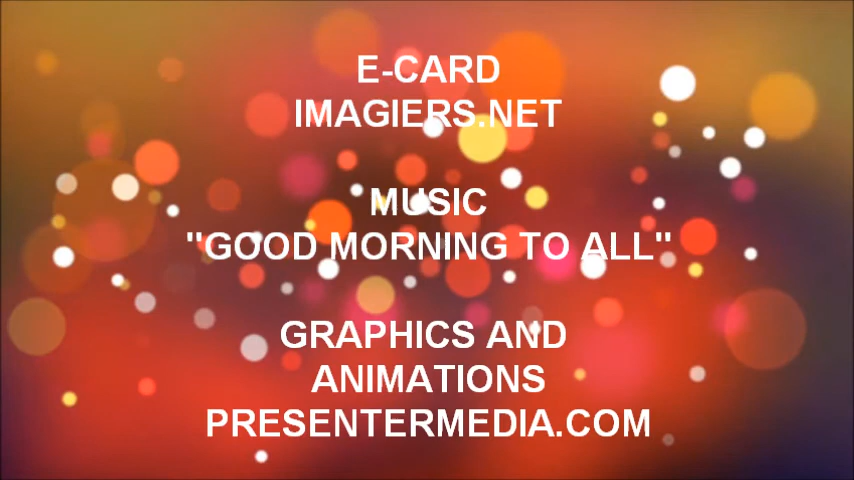 E-CARD
IMAGIERS.NET
MUSIC
"GOOD MORNING TO ALL"
GRAPHICS AND
ANIMATIONS
PRESENTERMEDIA.COM